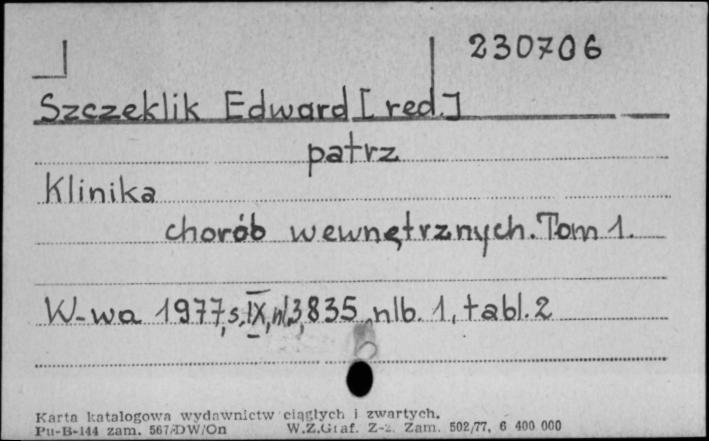 230706
Szczeklik Edward [red.]
patrz
Klinika
chorób wewnętrznych. Tom 1.
W-wa 1977, s. IX, nl. 3, 835, nlb. 1, tabl. 2
Karta katalogowa wydawnictw ciągłych i zwartych.
Pu-B-144 zam. 567/DW/On W.Z.Graf. Z-z. Zam. 502/77, 6 400 000